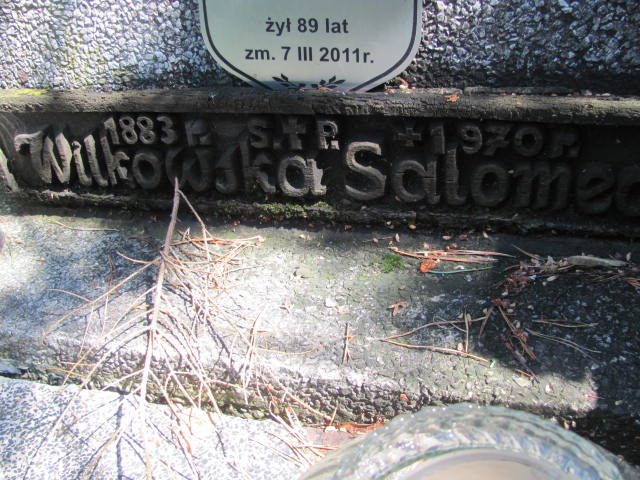 żył 89 lat
zm. 7 III 2011r.
1883 r. S.+P. +1970 r.
Wilkowska Salomea